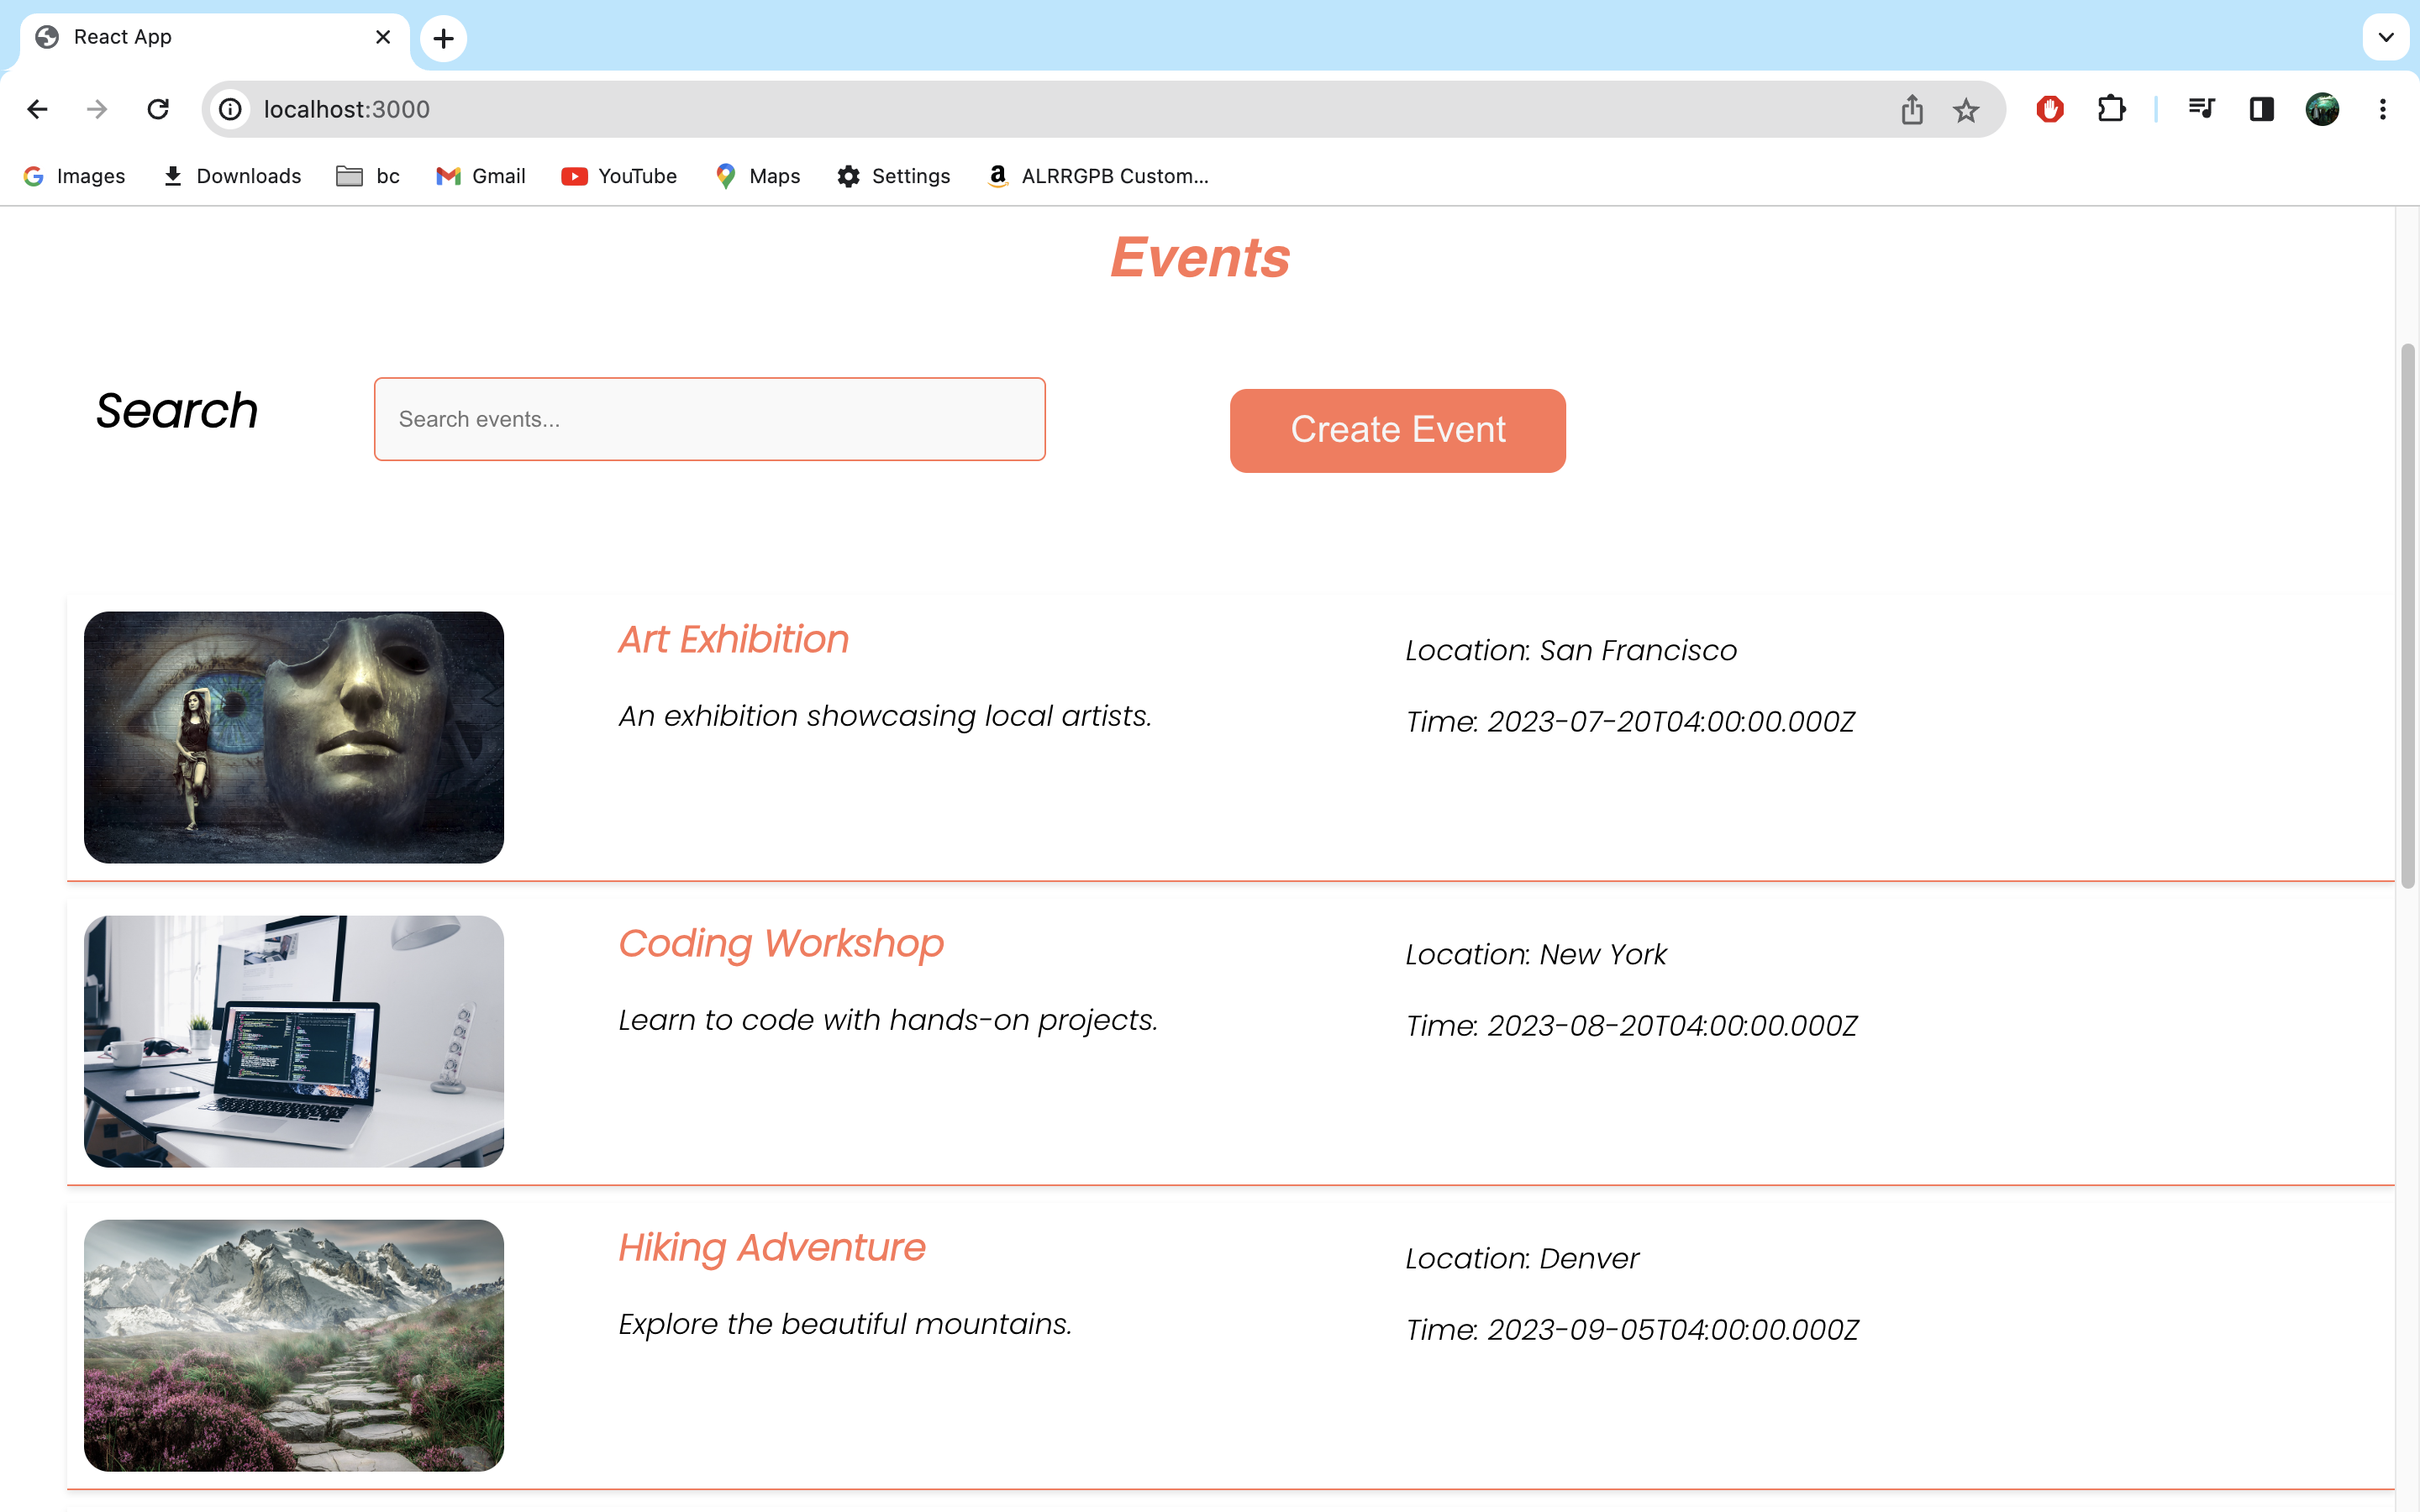 React App
localhost:3000
Images Downloads bc Gmail YouTube Maps Settings ALRRGPB Custom...
Events
Search Search events... Create Event
Art Exhibition
An exhibition showcasing local artists.
Location: San Francisco
Time: 2023-07-20T04:00:00.000Z
Coding Workshop
Learn to code with hands-on projects.
Location: New York
Time: 2023-08-20T04:00:00.000Z
Hiking Adventure
Explore the beautiful mountains.
Location: Denver
Time: 2023-09-05T04:00:00.000Z